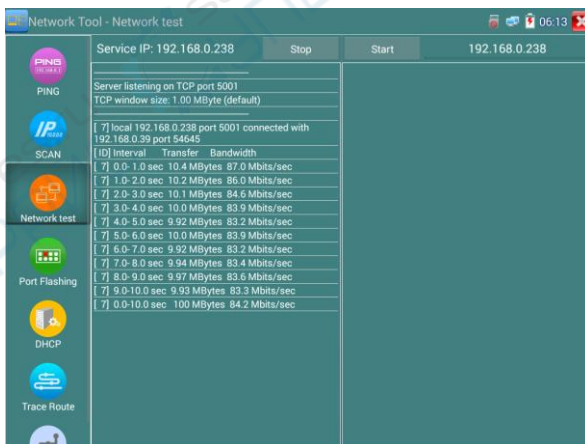 Network Tool - Network test
06:13
Service IP: 192.168.0.238
Stop
Start
192.168.0.238
PING
PING
SCAN
IP
Network test
Port Flashing
DHCP
Trace Route
Server listening on TCP port 5001
TCP window size: 1.00 MByte (default)
[ 7] local 192.168.0.238 port 5001 connected with
192.168.0.39 port 54645
[ ID] Interval Transfer Bandwidth
[ 7] 0.0- 1.0 sec 10.4 MBytes 87.0 Mbits/sec
[ 7] 1.0- 2.0 sec 10.2 MBytes 86.0 Mbits/sec
[ 7] 2.0- 3.0 sec 10.1 MBytes 84.6 Mbits/sec
[ 7] 3.0- 4.0 sec 10.0 MBytes 83.9 Mbits/sec
[ 7] 4.0- 5.0 sec 9.92 MBytes 83.2 Mbits/sec
[ 7] 5.0- 6.0 sec 10.0 MBytes 83.9 Mbits/sec
[ 7] 6.0- 7.0 sec 9.92 MBytes 83.2 Mbits/sec
[ 7] 7.0- 8.0 sec 9.94 MBytes 83.4 Mbits/sec
[ 7] 8.0- 9.0 sec 9.97 MBytes 83.6 Mbits/sec
[ 7] 9.0-10.0 sec 9.93 MBytes 83.3 Mbits/sec
[ 7] 0.0-10.0 sec 100 MBytes 84.2 Mbits/sec